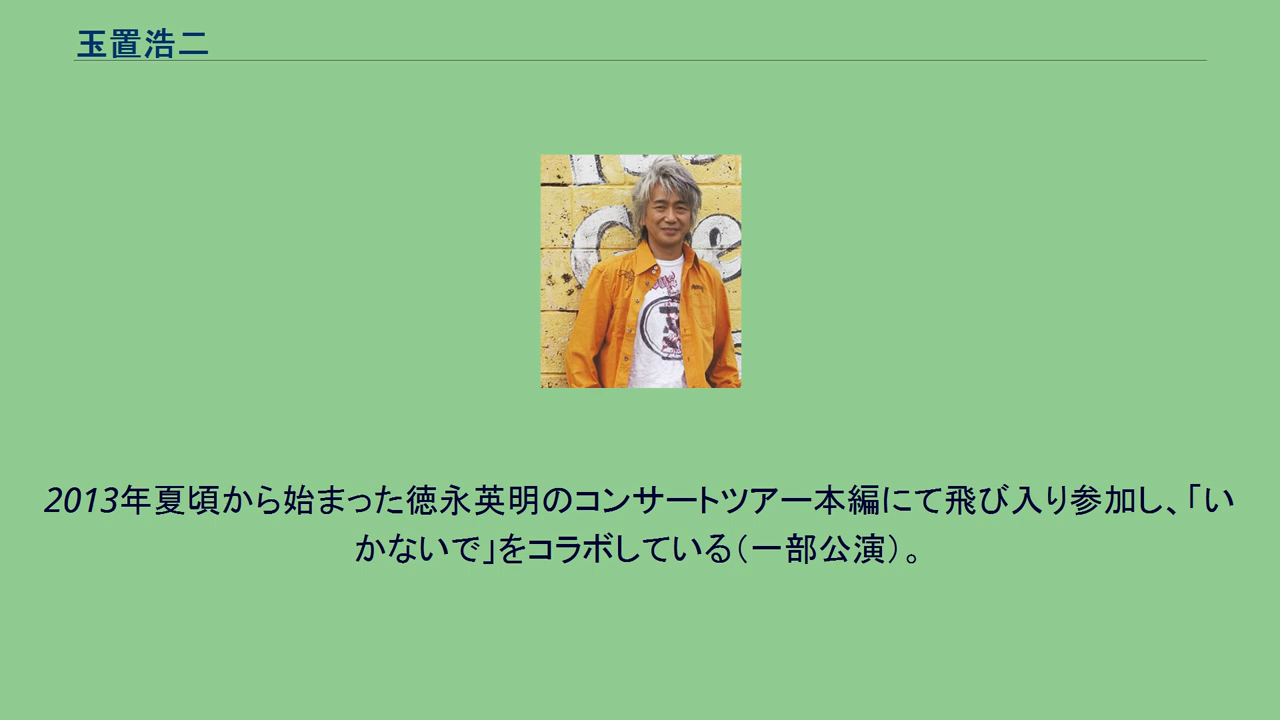 玉置浩二
2013年夏頃から始まった徳永英明のコンサートツアー本編にて飛び入り参加し、「い
かないで」をコラボしている（一部公演）。